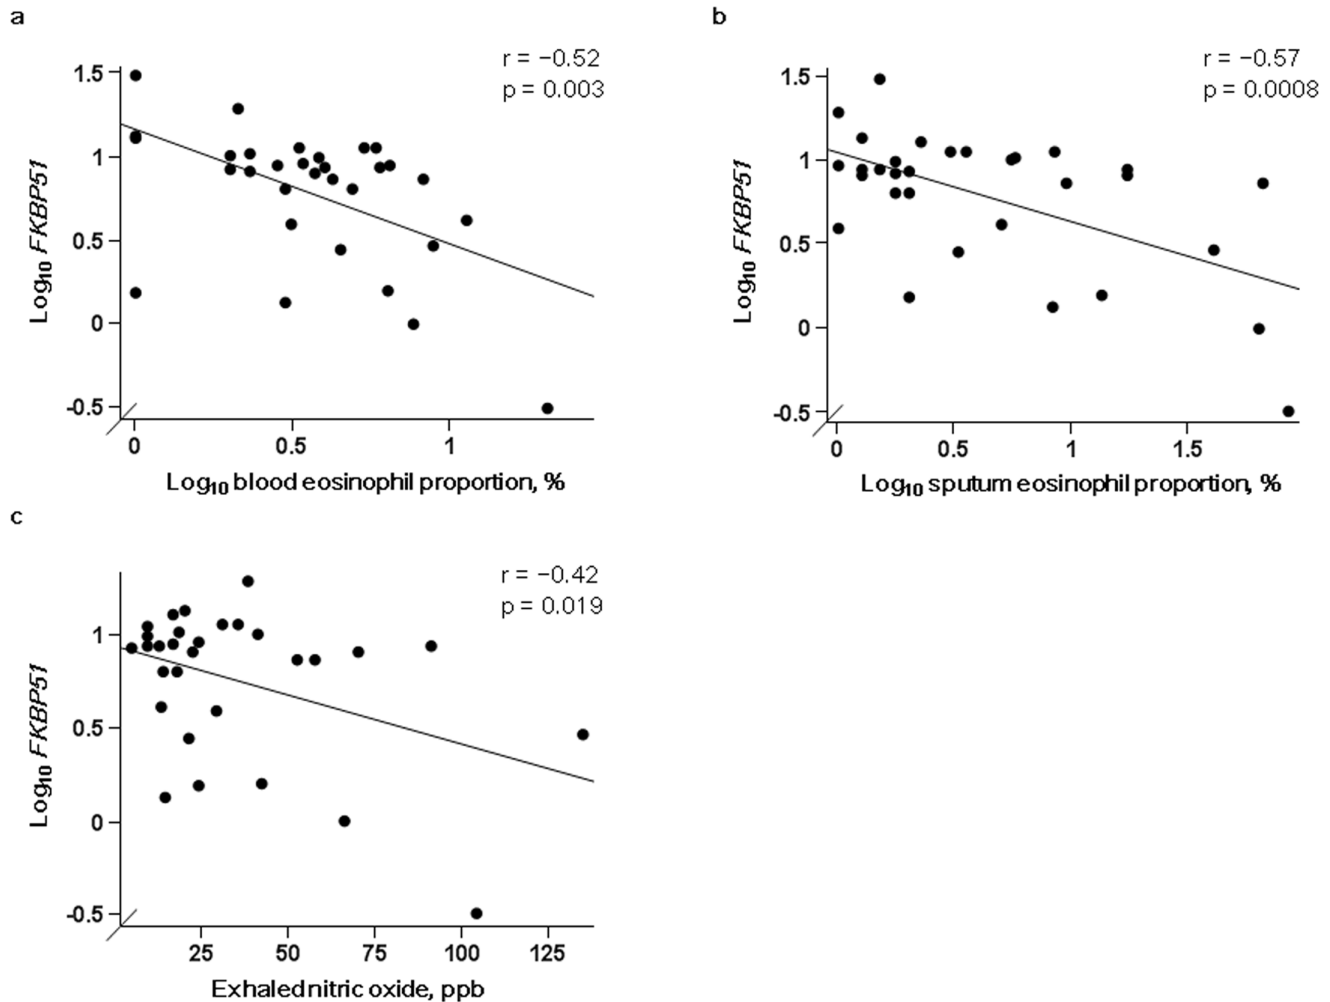 a
r = −0.52
p = 0.003
1.5
1
0.5
0
-0.5
Log10 FKBP51
0
0.5
1
Log10 blood eosinophil proportion, %
b
r = −0.57
p = 0.0008
1.5
1
0.5
0
-0.5
Log10 FKBP51
0
0.5
1
1.5
Log10 sputum eosinophil proportion, %
c
r = −0.42
p = 0.019
1
0.5
0
-0.5
Log10 FKBP51
25
50
75
100
125
Exhaled nitric oxide, ppb